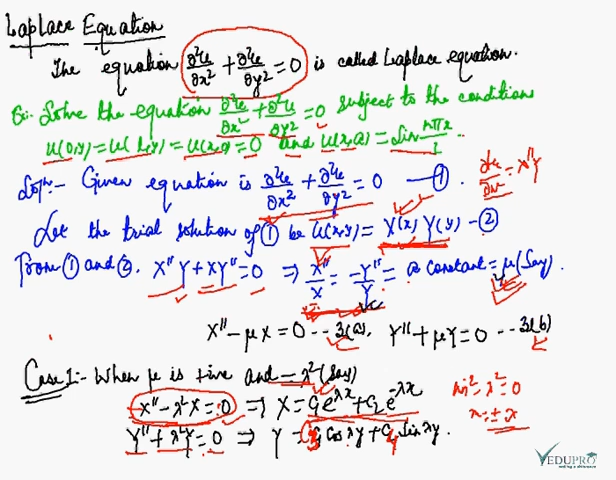 Laplace Equation
The equation ∂²u/∂x² + ∂²u/∂y² = 0 is called Laplace equation.
Ex:- Solve the equation ∂²u/∂x² + ∂²u/∂y² = 0 subject to the conditions
u(0,y) = u(l,y) = u(x,0) = 0 and u(x,a) = Sin nπx/l
Solⁿ:- Given equation is ∂²u/∂x² + ∂²u/∂y² = 0 — ①.
= X"Y
Let the trial solution of ① be u(x,y) = X(x) Y(y) - ②
From ① and ②, X"Y + XY" = 0 ⇒ X"/X = -Y"/Y = a constant = μ (Say).
X" - μX = 0 -- 3(a), Y" + μY = 0 -- 3(b)
Case 1:- When μ is +ive and = λ² (Say)
X" - λ²X = 0 ⇒ X = C₁e^λx + C₂e^-λx
m² - λ² = 0
Y" + λ²Y = 0 ⇒ Y = C₃ Cos λy + C₄ Sin λy.
VEDUPRO